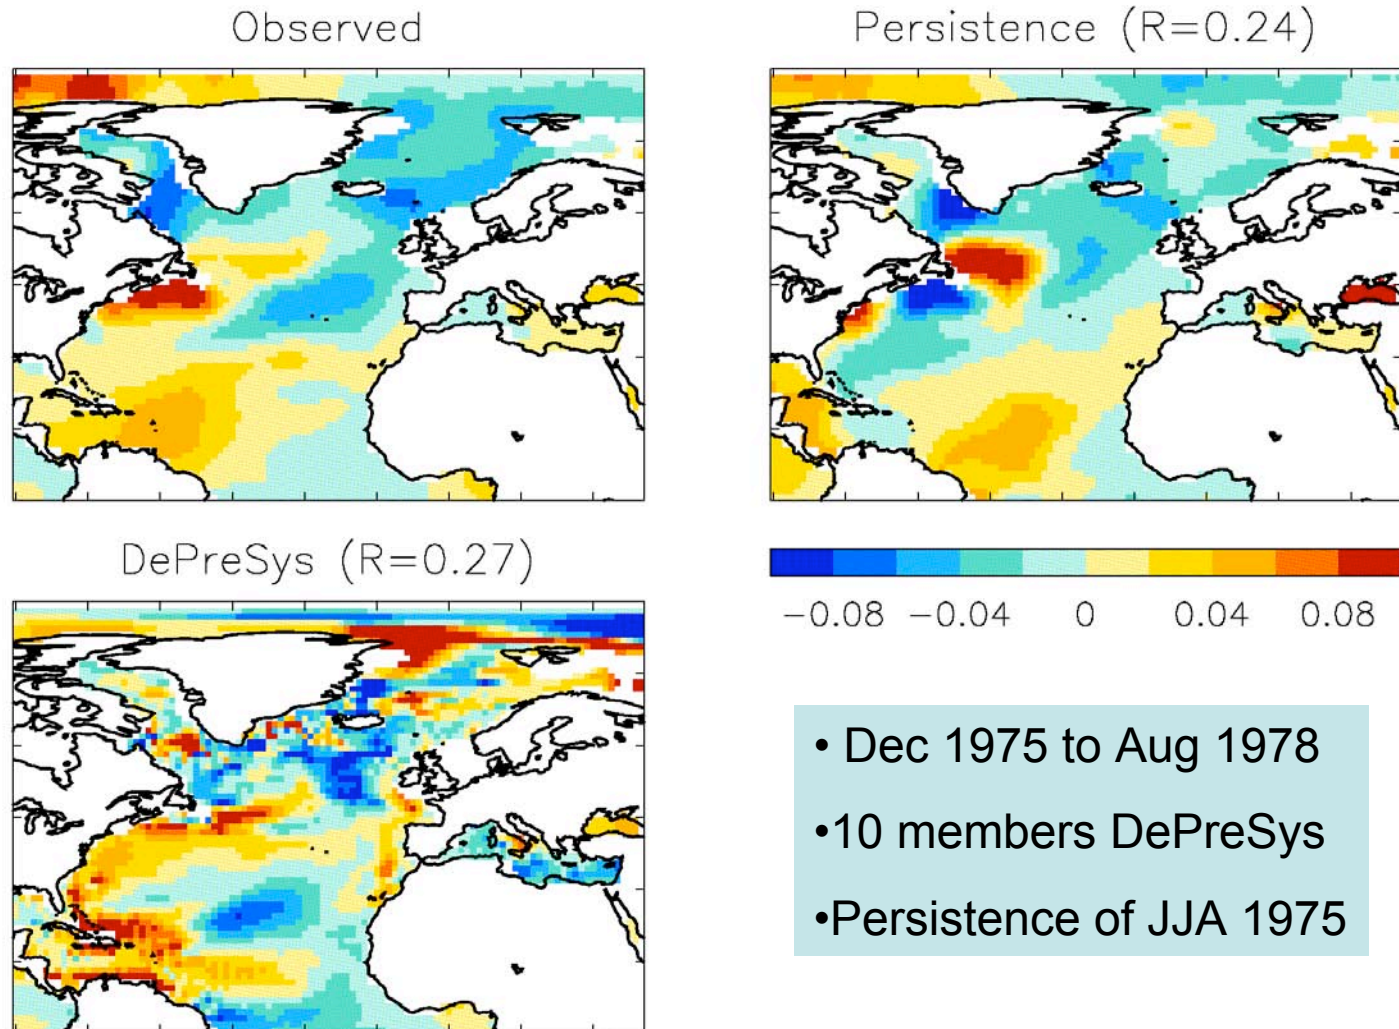 Observed
Persistence (R=0.24)
DePreSys (R=0.27)
−0.08 −0.04 0 0.04 0.08
• Dec 1975 to Aug 1978
•10 members DePreSys
•Persistence of JJA 1975